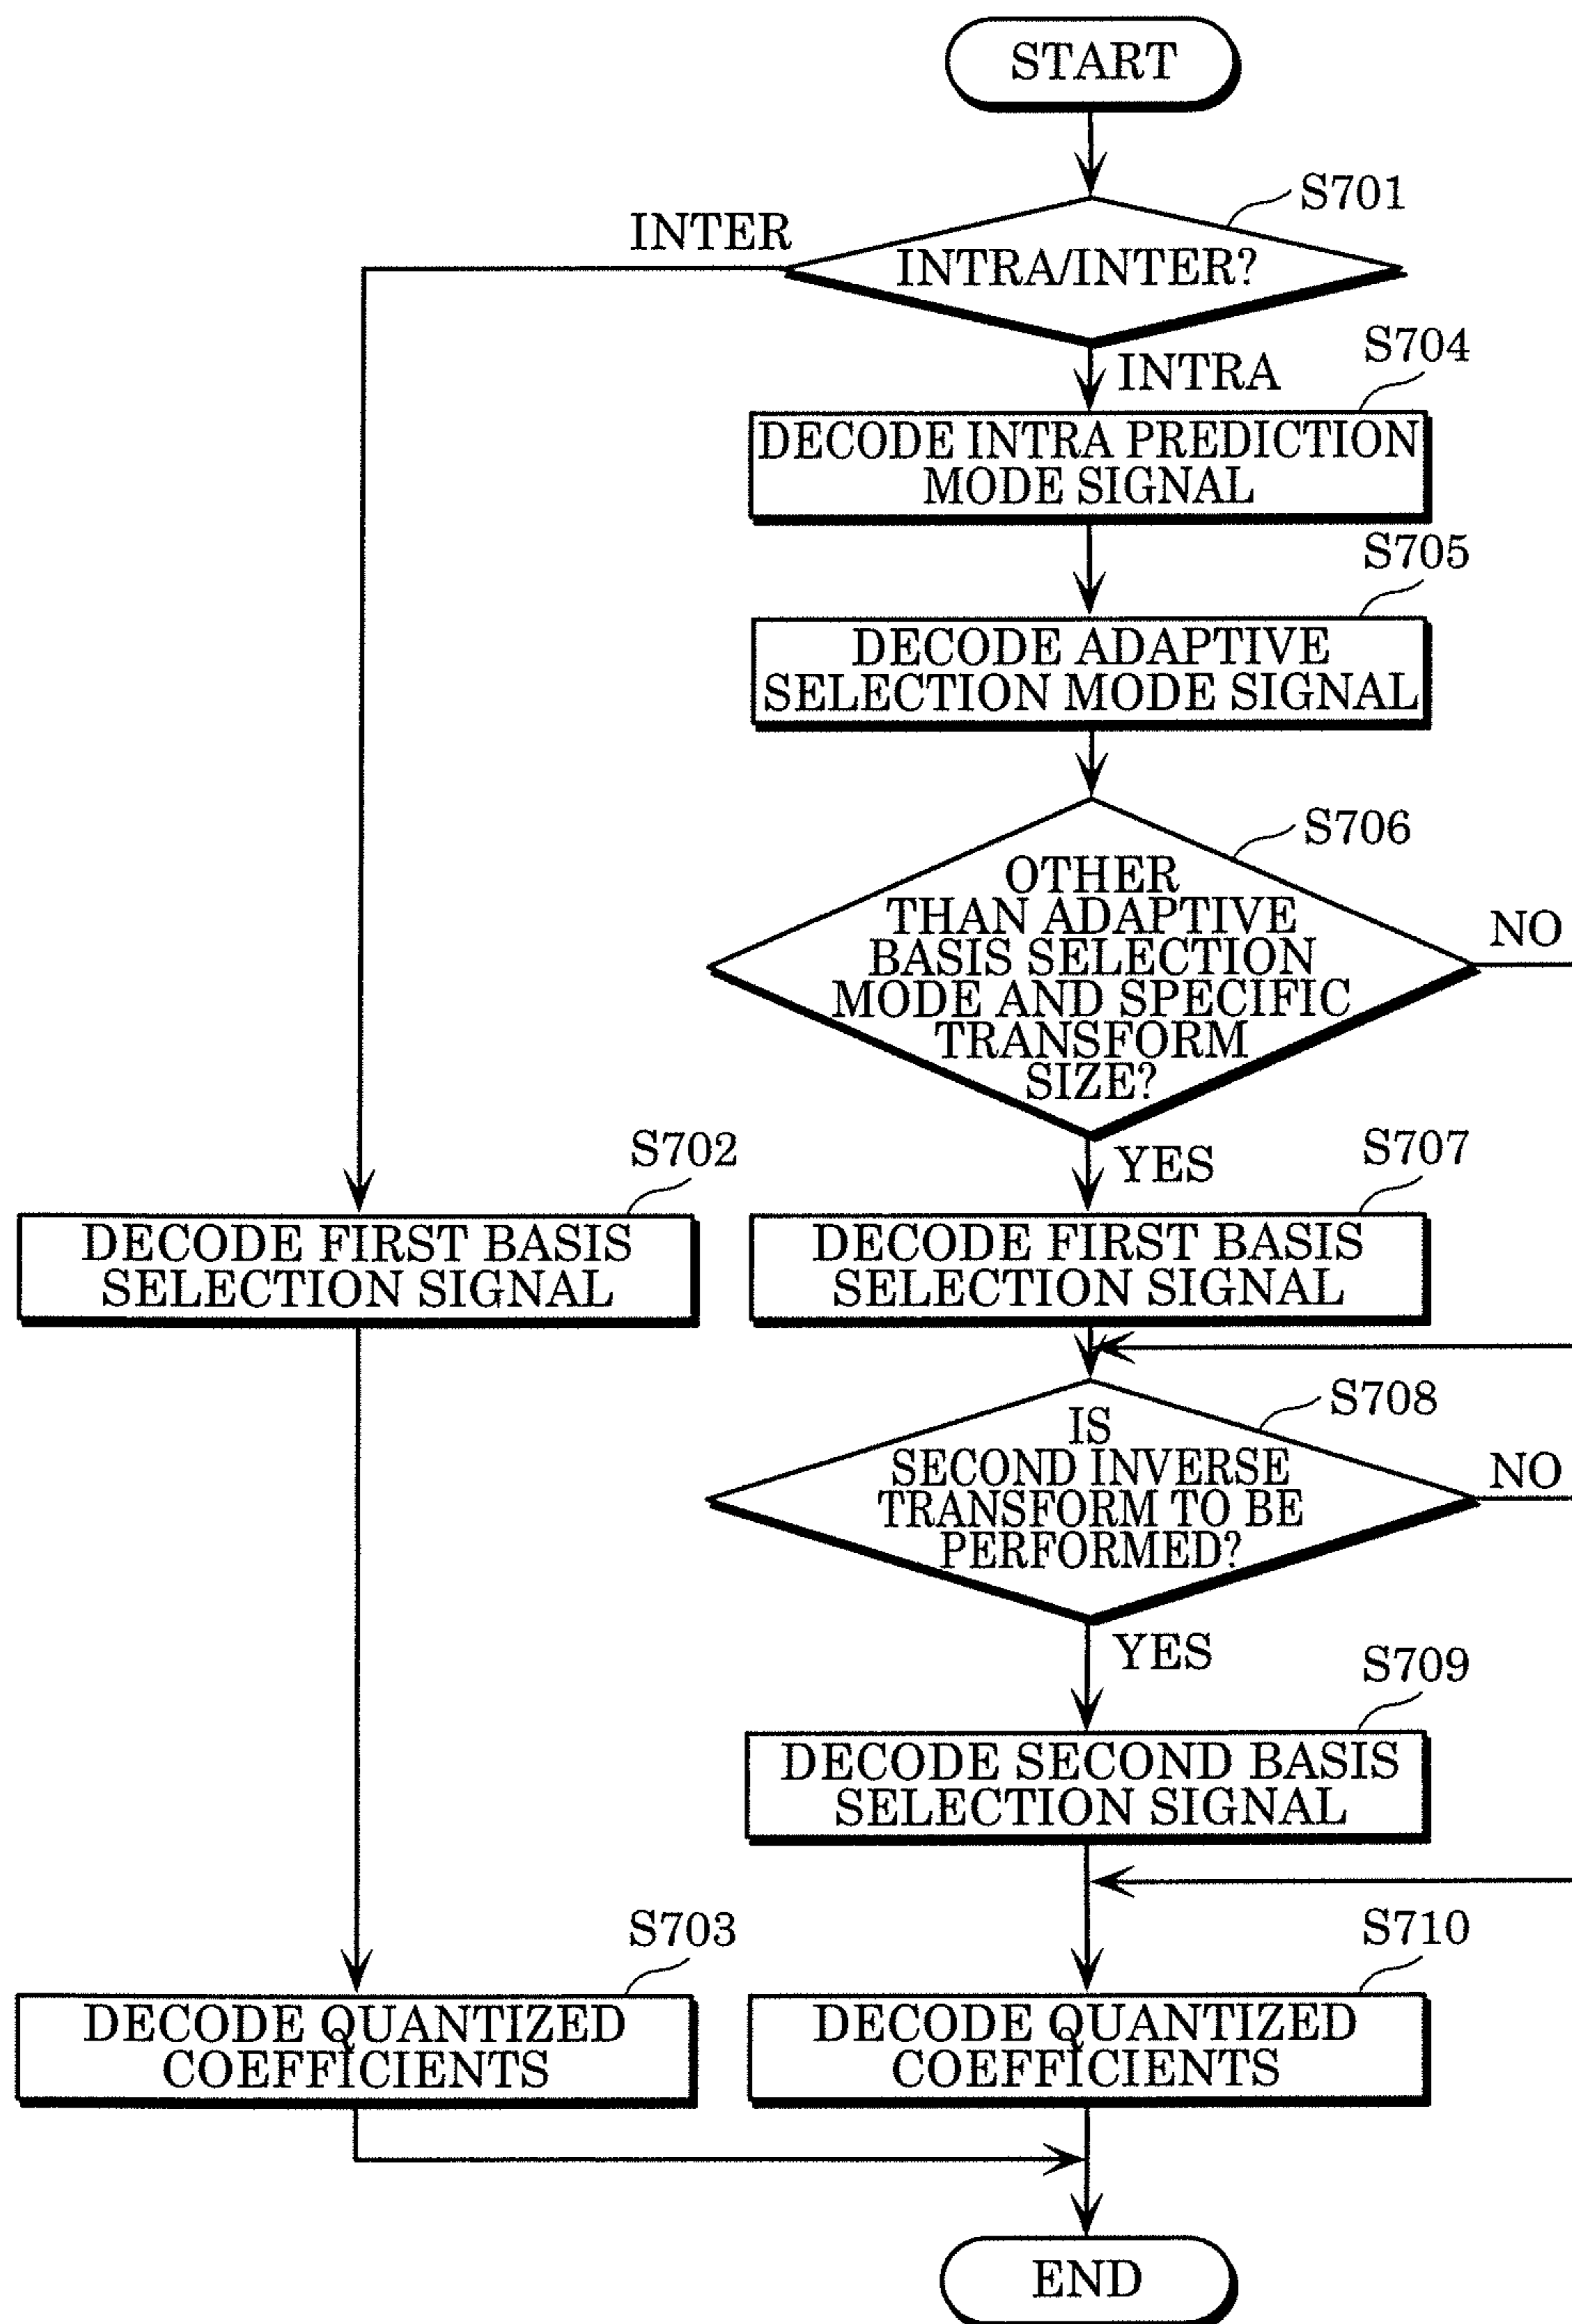 START
S701
INTER
INTRA/INTER?
S704
INTRA
DECODE INTRA PREDICTION
MODE SIGNAL
S705
DECODE ADAPTIVE
SELECTION MODE SIGNAL
S706
OTHER
THAN ADAPTIVE
BASIS SELECTION
MODE AND SPECIFIC
TRANSFORM
SIZE?
NO
S702
YES
S707
DECODE FIRST BASIS
SELECTION SIGNAL
DECODE FIRST BASIS
SELECTION SIGNAL
S708
IS
SECOND INVERSE
TRANSFORM TO BE
PERFORMED?
NO
YES
S709
DECODE SECOND BASIS
SELECTION SIGNAL
S703
S710
DECODE QUANTIZED
COEFFICIENTS
DECODE QUANTIZED
COEFFICIENTS
END